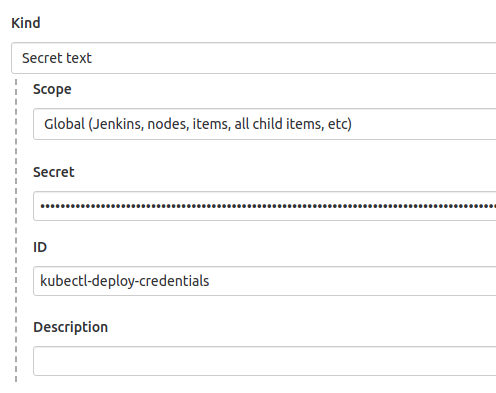 Kind
Secret text
Scope
Global (Jenkins, nodes, items, all child items, etc)
Secret
ID
kubectl-deploy-credentials
Description